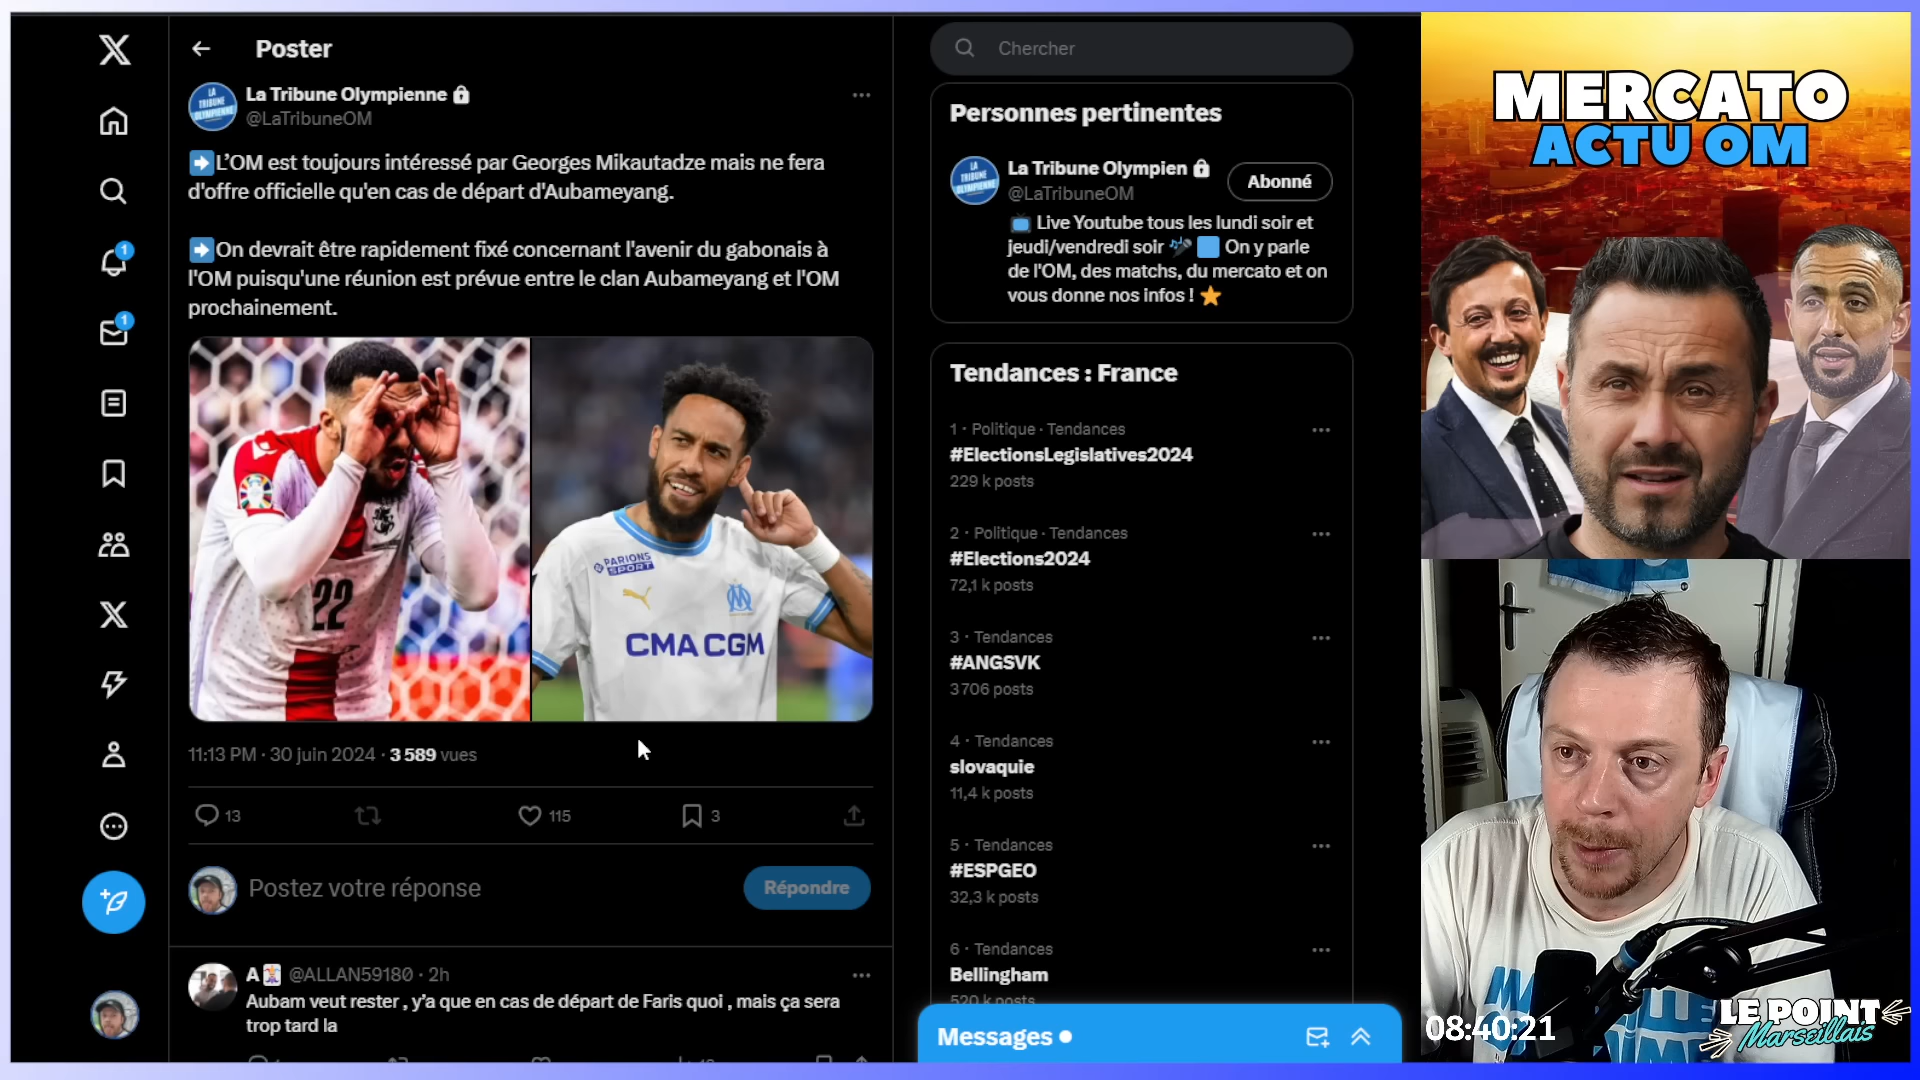 Poster
La Tribune Olympienne
@LaTribuneOM
L'OM est toujours intéressé par Georges Mikautadze mais ne fera
d'offre officielle qu'en cas de départ d'Aubameyang.
On devrait être rapidement fixé concernant l'avenir du gabonais à
l'OM puisqu'une réunion est prévue entre le clan Aubameyang et l'OM
prochainement.
22
PARIONS
SPORT
CMA CGM
11:13 PM · 30 juin 2024 · 3 589 vues
13
115
3
Postez votre réponse
Répondre
A @ALLAN59180 · 2h
Aubam veut rester , y'a que en cas de départ de Faris quoi , mais ça sera
trop tard la
1
1
Chercher
Personnes pertinentes
La Tribune Olympien
@LaTribuneOM
Abonné
Live Youtube tous les lundi soir et
jeudi/vendredi soir On y parle
de l'OM, des matchs, du mercato et on
vous donne nos infos !
Tendances : France
1 · Politique · Tendances
#ElectionsLegislatives2024
229 k posts
2 · Politique · Tendances
#Elections2024
72,1 k posts
3 · Tendances
#ANGSVK
3 706 posts
4 · Tendances
slovaquie
11,4 k posts
5 · Tendances
#ESPGEO
32,3 k posts
6 · Tendances
Bellingham
520 k posts
Messages
MERCATO
ACTU OM
08:40:21
LE POINT
Marseillais